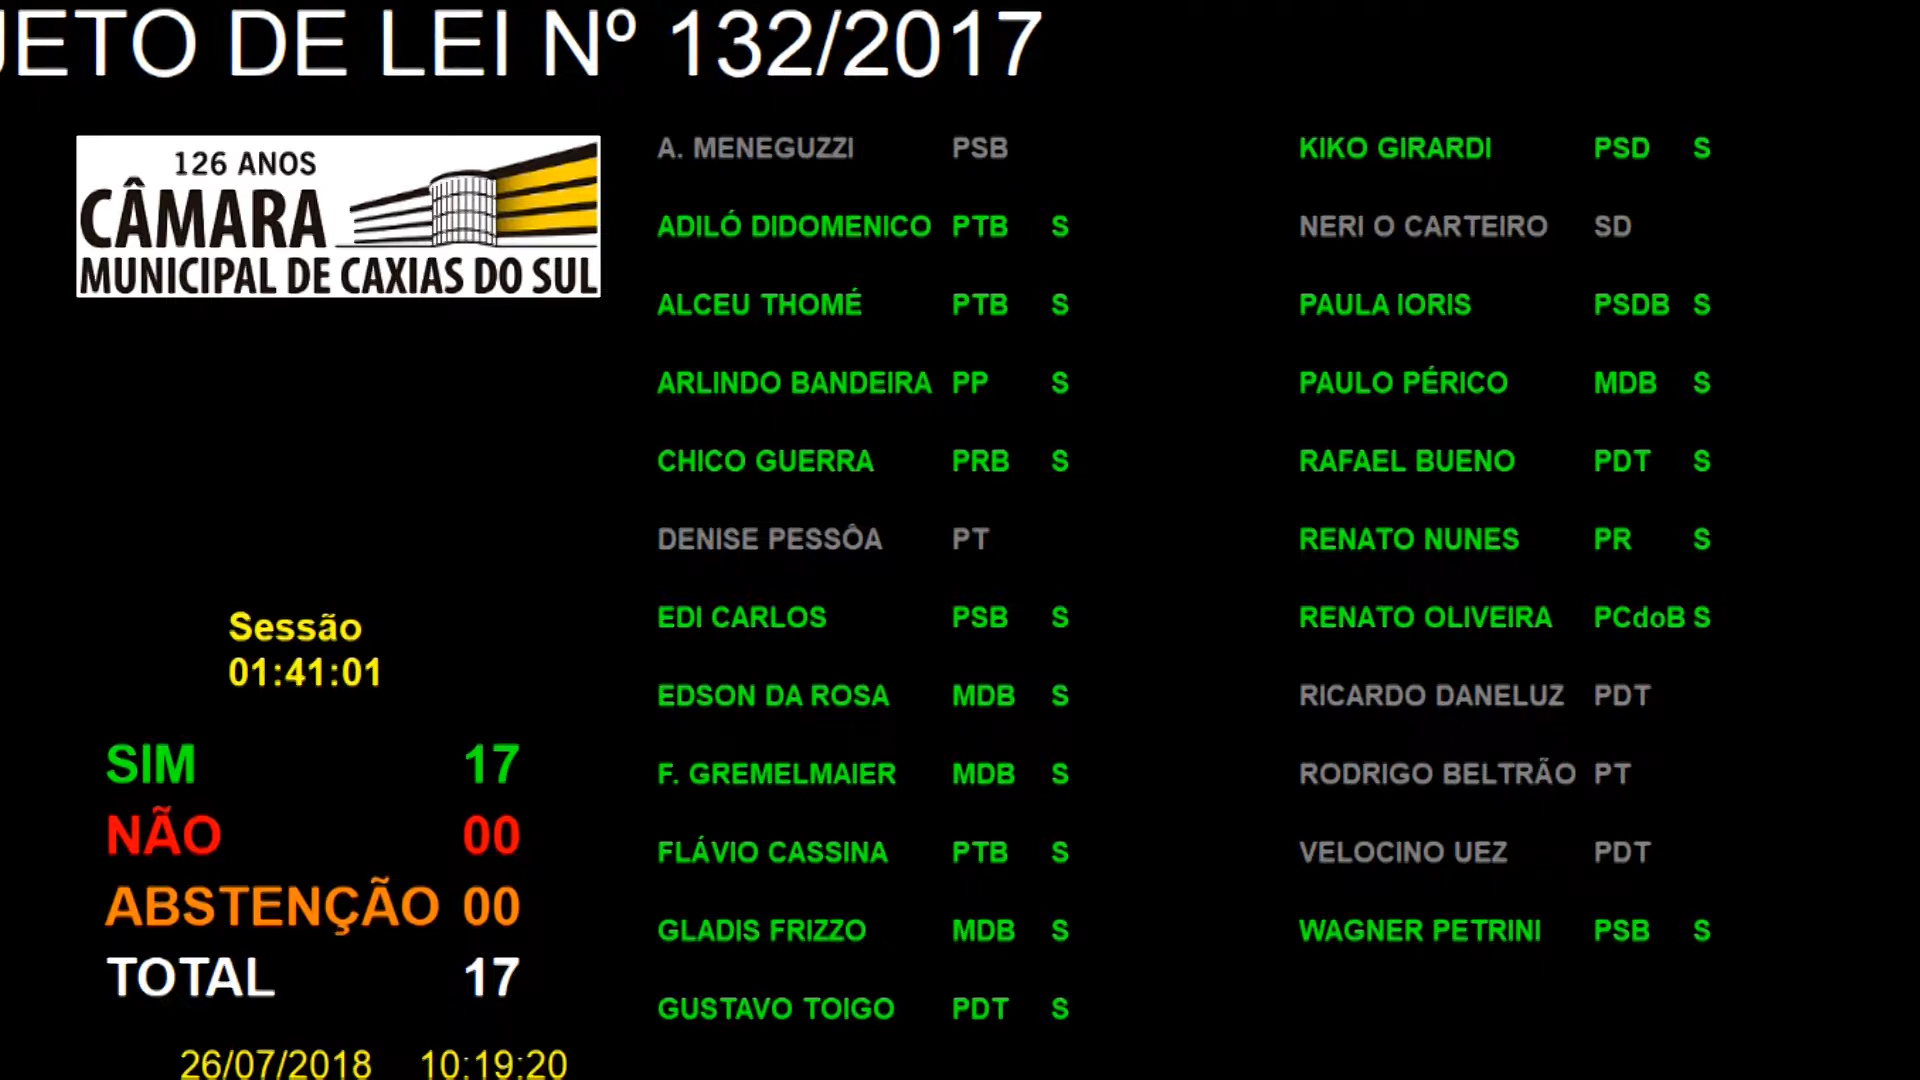 JETO DE LEI Nº 132/2017
126 ANOS
CÂMARA
MUNICIPAL DE CAXIAS DO SUL
Sessão
01:41:01
SIM 17
NÃO 00
ABSTENÇÃO 00
TOTAL 17
26/07/2018 10:19:20
A. MENEGUZZI PSB
ADILÓ DIDOMENICO PTB S
ALCEU THOMÉ PTB S
ARLINDO BANDEIRA PP S
CHICO GUERRA PRB S
DENISE PESSÔA PT
EDI CARLOS PSB S
EDSON DA ROSA MDB S
F. GREMELMAIER MDB S
FLÁVIO CASSINA PTB S
GLADIS FRIZZO MDB S
GUSTAVO TOIGO PDT S
KIKO GIRARDI PSD S
NERI O CARTEIRO SD
PAULA IORIS PSDB S
PAULO PÉRICO MDB S
RAFAEL BUENO PDT S
RENATO NUNES PR S
RENATO OLIVEIRA PCdoB S
RICARDO DANELUZ PDT
RODRIGO BELTRÃO PT
VELOCINO UEZ PDT
WAGNER PETRINI PSB S